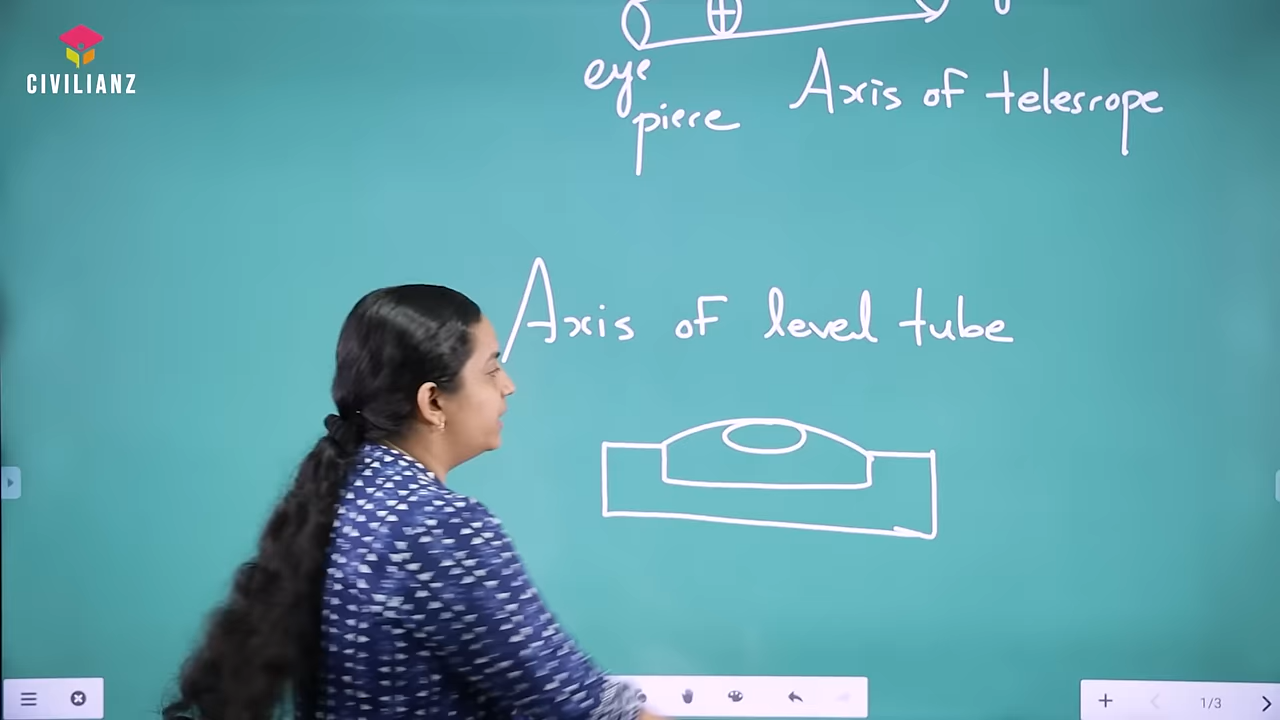 CIVILIANZ
eye
piece
Axis of telescope
Axis of level tube
1/3